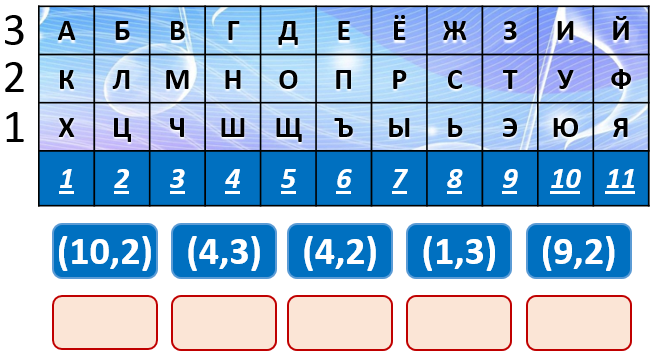 3 А Б В Г Д Е Ё Ж З И Й
2 К Л М Н О П Р С Т У Ф
1 Х Ц Ч Ш Щ Ъ Ы Ь Э Ю Я
1 2 3 4 5 6 7 8 9 10 11
(10,2) (4,3) (4,2) (1,3) (9,2)